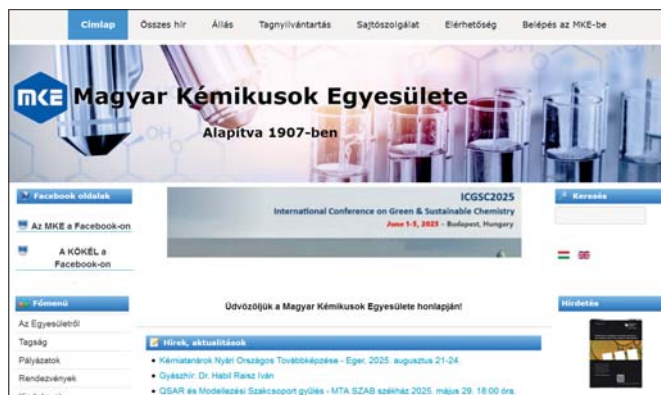 Címlap
Összes hír
Állás
Tagnyilvántartás
Sajtószolgálat
Elérhetőség
Belépés az MKE-be
MKE
Magyar Kémikusok Egyesülete
Alapítva 1907-ben
Facebook oldalak
Az MKE a Facebook-on
A KÖKÉL a
Facebook-on
Főmenü
Az Egyesületről
Tagság
Pályázatok
Rendezvények
ICGSC2025
International Conference on Green & Sustainable Chemistry
June 1-5, 2025 – Budapest, Hungary
Üdvözöljük a Magyar Kémikusok Egyesülete honlapján!
Hírek, aktualitások
Kémiatanárok Nyári Országos Továbbképzése - Eger, 2025. augusztus 21-24.
Gyászhír: Dr. Habil Raisz Iván
QSAR és Modellezési Szakcsoport gyűlés - MTA SZAB székház 2025. május 29. 18:00 óra.
Keresés
Hirdetés